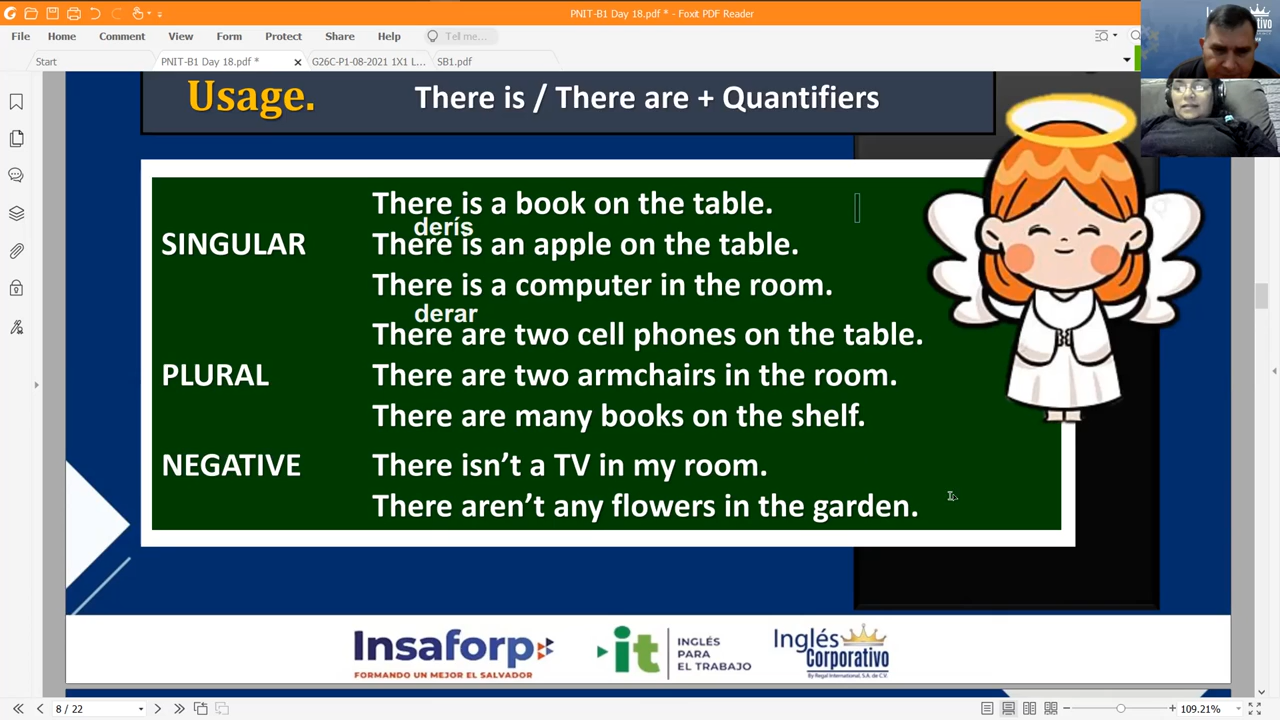 PNIT-B1 Day 18.pdf * - Foxit PDF Reader
File Home Comment View Form Protect Share Help Tell me...
Start PNIT-B1 Day 18.pdf * G26C-P1-08-2021 1X1 L... SB1.pdf
Usage. There is / There are + Quantifiers
There is a book on the table.
derís
SINGULAR There is an apple on the table.
There is a computer in the room.
derar
There are two cell phones on the table.
PLURAL There are two armchairs in the room.
There are many books on the shelf.
NEGATIVE There isn't a TV in my room.
There aren't any flowers in the garden.
Insaforp
FORMANDO UN MEJOR EL SALVADOR
it
INGLÉS
PARA
EL TRABAJO
Inglés
Corporativo
By Regal International, S.A. de C.V.
8 / 22 109.21%